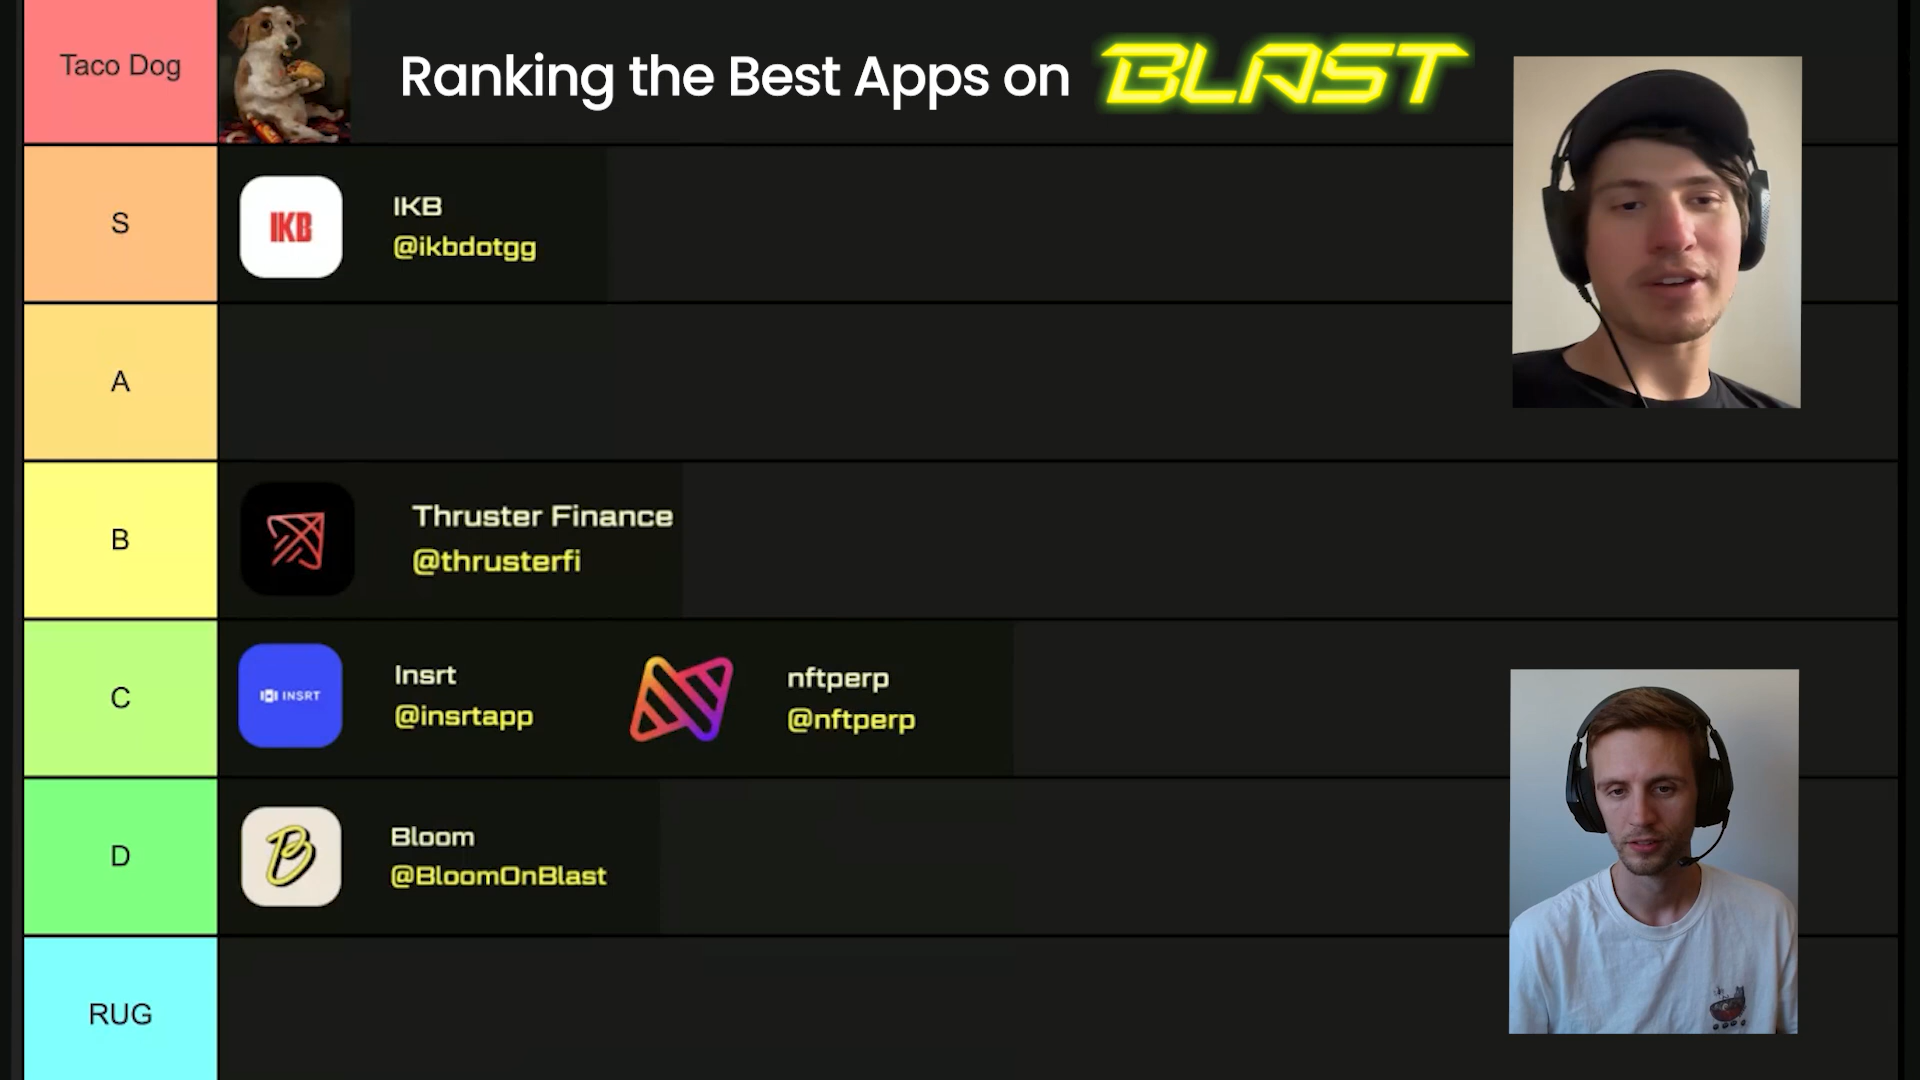 Taco Dog
Ranking the Best Apps on BLAST
S
IKB
IKB
@ikbdotgg
A
B
Thruster Finance
@thrusterfi
C
INSRT
Insrt
@insrtapp
nftperp
@nftperp
D
B
Bloom
@BloomOnBlast
RUG